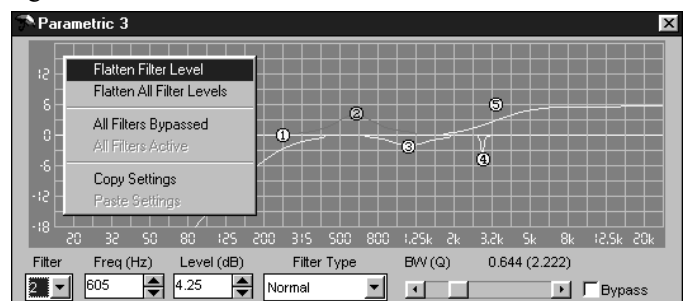 Parametric 3
12
6
0
-6
-12
-18
Flatten Filter Level
Flatten All Filter Levels
All Filters Bypassed
All Filters Active
Copy Settings
Paste Settings
1
2
3
4
5
20 32 50 80 125 200 315 500 800 1.25k 2k 3.2k 5k 8k 12.5k 20k
Filter Freq (Hz) Level (dB) Filter Type BW (Q) 0.644 (2.222)
2 605 4.25 Normal Bypass